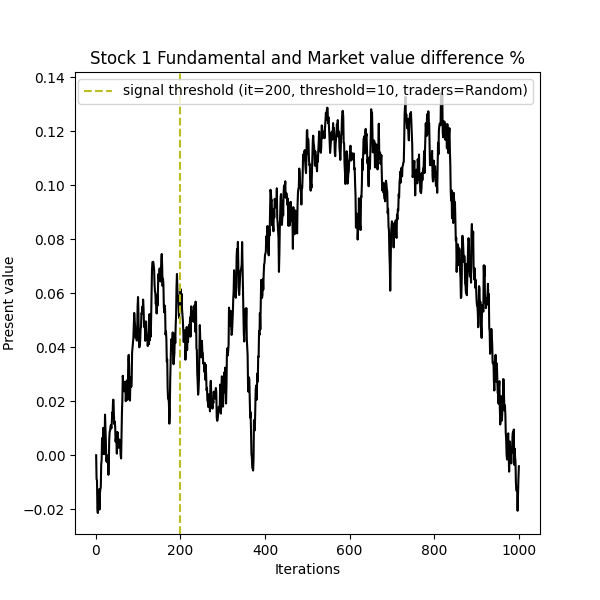 Stock 1 Fundamental and Market value difference %
signal threshold (it=200, threshold=10, traders=Random)
Present value
0.14
0.12
0.10
0.08
0.06
0.04
0.02
0.00
−0.02
0 200 400 600 800 1000
Iterations